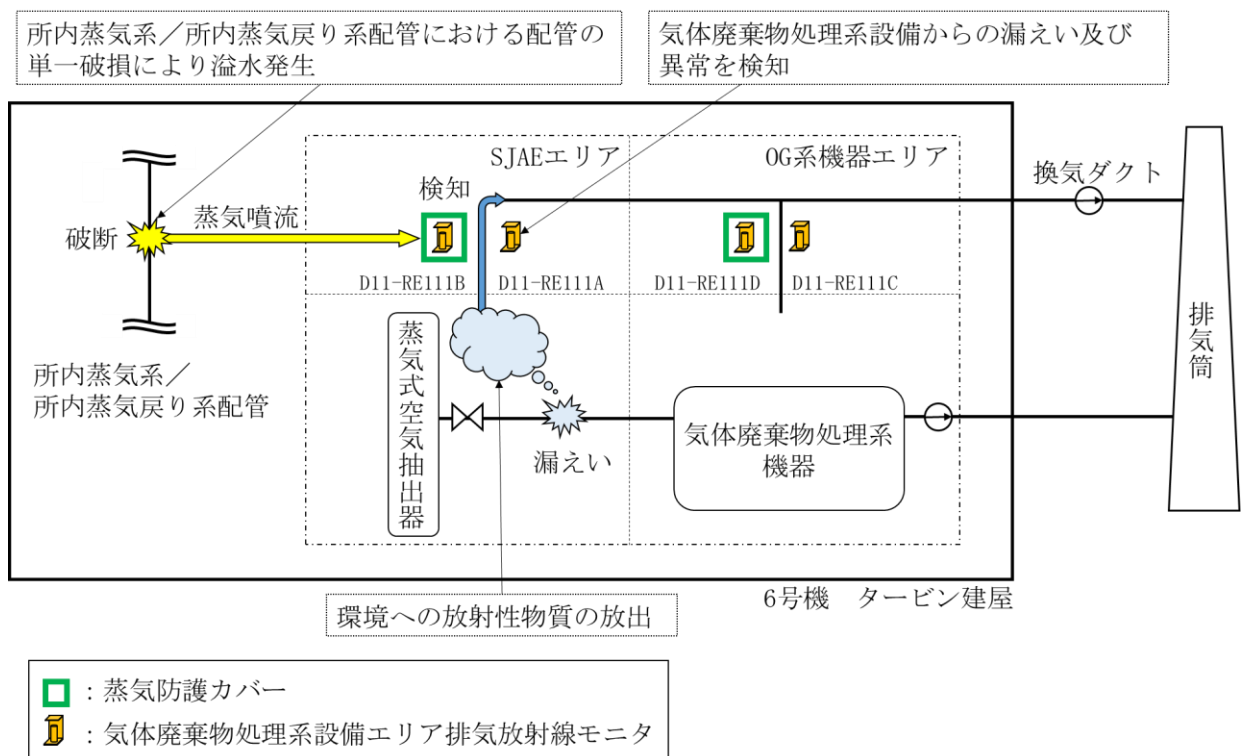 所内蒸気系／所内蒸気戻り系配管における配管の
単一破損により溢水発生
気体廃棄物処理系設備からの漏えい及び
異常を検知
SJAEエリア
OG系機器エリア
換気ダクト
検知
蒸気噴流
破断
D11-RE111B
D11-RE111A
D11-RE111D
D11-RE111C
蒸気式空気抽出器
排気筒
所内蒸気系／
所内蒸気戻り系配管
気体廃棄物処理系
機器
漏えい
6号機　タービン建屋
環境への放射性物質の放出
：蒸気防護カバー
：気体廃棄物処理系設備エリア排気放射線モニタ